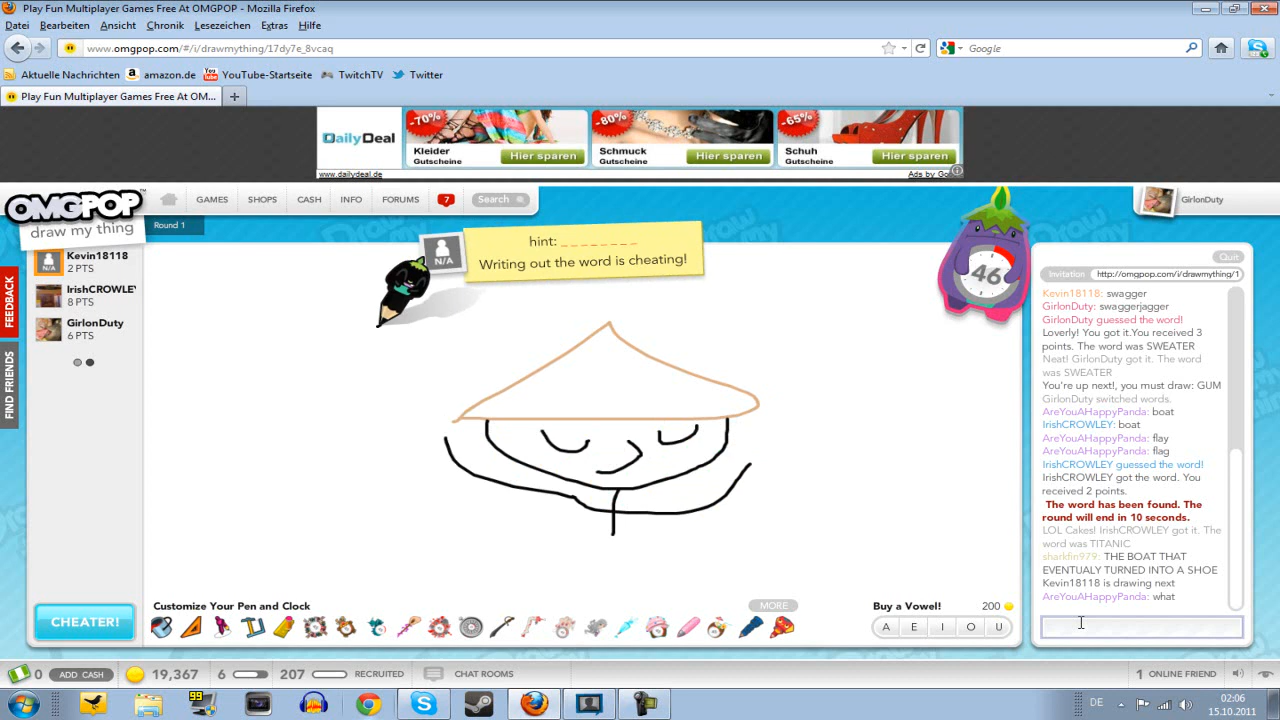 Play Fun Multiplayer Games Free At OMGPOP - Mozilla Firefox
Datei Bearbeiten Ansicht Chronik Lesezeichen Extras Hilfe
www.omgpop.com/#/i/drawmything/17dy7e_8vcaq
Google
Aktuelle Nachrichten amazon.de YouTube-Startseite TwitchTV Twitter
Play Fun Multiplayer Games Free At OM...
DailyDeal
www.dailydeal.de
-70%
Kleider
Gutscheine
Hier sparen
-80%
Schmuck
Gutscheine
Hier sparen
-65%
Schuh
Gutscheine
Hier sparen
Ads by Go
OMGPOP
draw my thing
GAMES SHOPS CASH INFO FORUMS 7 Search
GirlonDuty
Round 1
FEEDBACK
FIND FRIENDS
N/A
Kevin18118
2 PTS
IrishCROWLEY
8 PTS
GirlonDuty
6 PTS
CHEATER!
N/A
hint: _ _ _ _ _ _ _ _
Writing out the word is cheating!
46
Quit
Invitation http://omgpop.com/i/drawmything/1
Kevin18118: swagger
GirlonDuty: swaggerjagger
GirlonDuty guessed the word!
Loverly! You got it.You received 3
points. The word was SWEATER
Neat! GirlonDuty got it. The word
was SWEATER
You're up next!, you must draw: GUM
GirlonDuty switched words.
AreYouAHappyPanda: boat
IrishCROWLEY: boat
AreYouAHappyPanda: flay
AreYouAHappyPanda: flag
IrishCROWLEY guessed the word!
IrishCROWLEY got the word. You
received 2 points.
The word has been found. The
round will end in 10 seconds.
LOL Cakes! IrishCROWLEY got it. The
word was TITANIC
sharkfin979: THE BOAT THAT
EVENTUALY TURNED INTO A SHOE
Kevin18118 is drawing next
AreYouAHappyPanda: what
Customize Your Pen and Clock
MORE
Buy a Vowel! 200
A E I O U
0 ADD CASH 19,367 6 207 RECRUITED CHAT ROOMS 1 ONLINE FRIEND
99
DE
02:06
15.10.2011